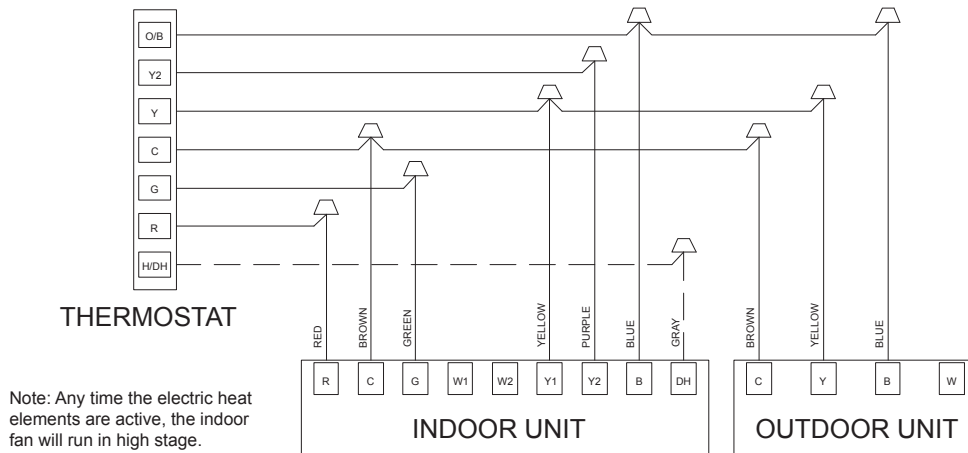 O/B
Y2
Y
C
G
R
H/DH
THERMOSTAT
RED
BROWN
GREEN
YELLOW
PURPLE
BLUE
GRAY
BROWN
YELLOW
BLUE
R C G W1 W2 Y1 Y2 B DH
C Y B W
INDOOR UNIT
OUTDOOR UNIT
Note: Any time the electric heat
elements are active, the indoor
fan will run in high stage.